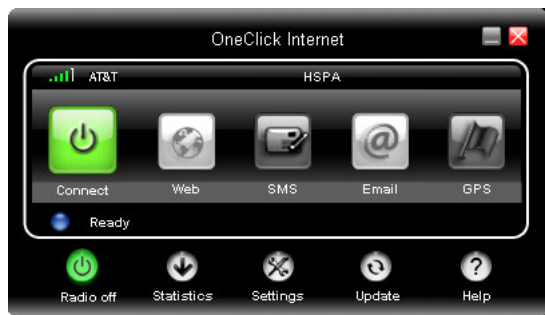 OneClick Internet
AT&T HSPA
Connect Web SMS Email GPS
Ready
Radio off Statistics Settings Update Help